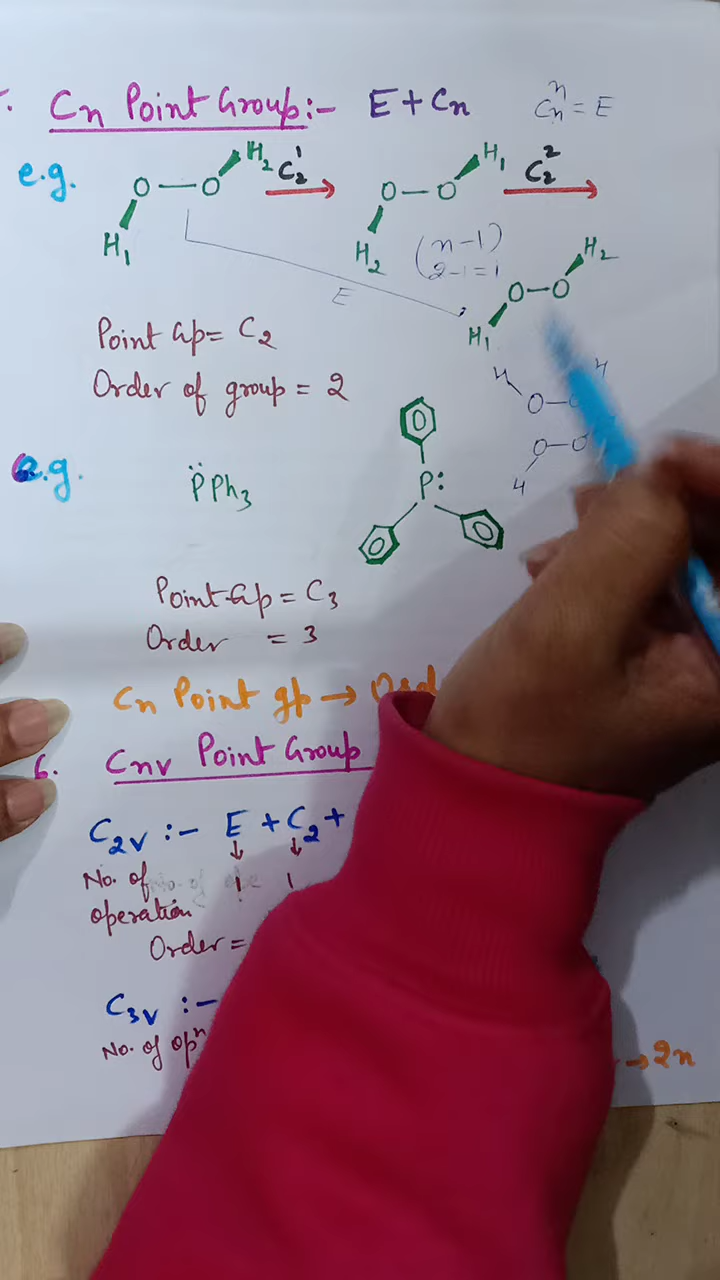 Cn Point Group:- E+Cn Cnⁿ = E
e.g. O—O H₂ H₁ C₂¹ O—O H₁ H₂ C₂²
(n-1)
2-1=1
E
O—O H₂ H₁
Point Gp= C₂
Order of group = 2
H O— H
O—O
H
e.g. P̈Ph₃ P:
Point Gp = C₃
Order = 3
Cn Point gp →
6. Cnv Point Group
C₂v :- E + C₂ +
No. of 1 1
operation
Order =
C₃v :-
No. of opⁿ → 2n